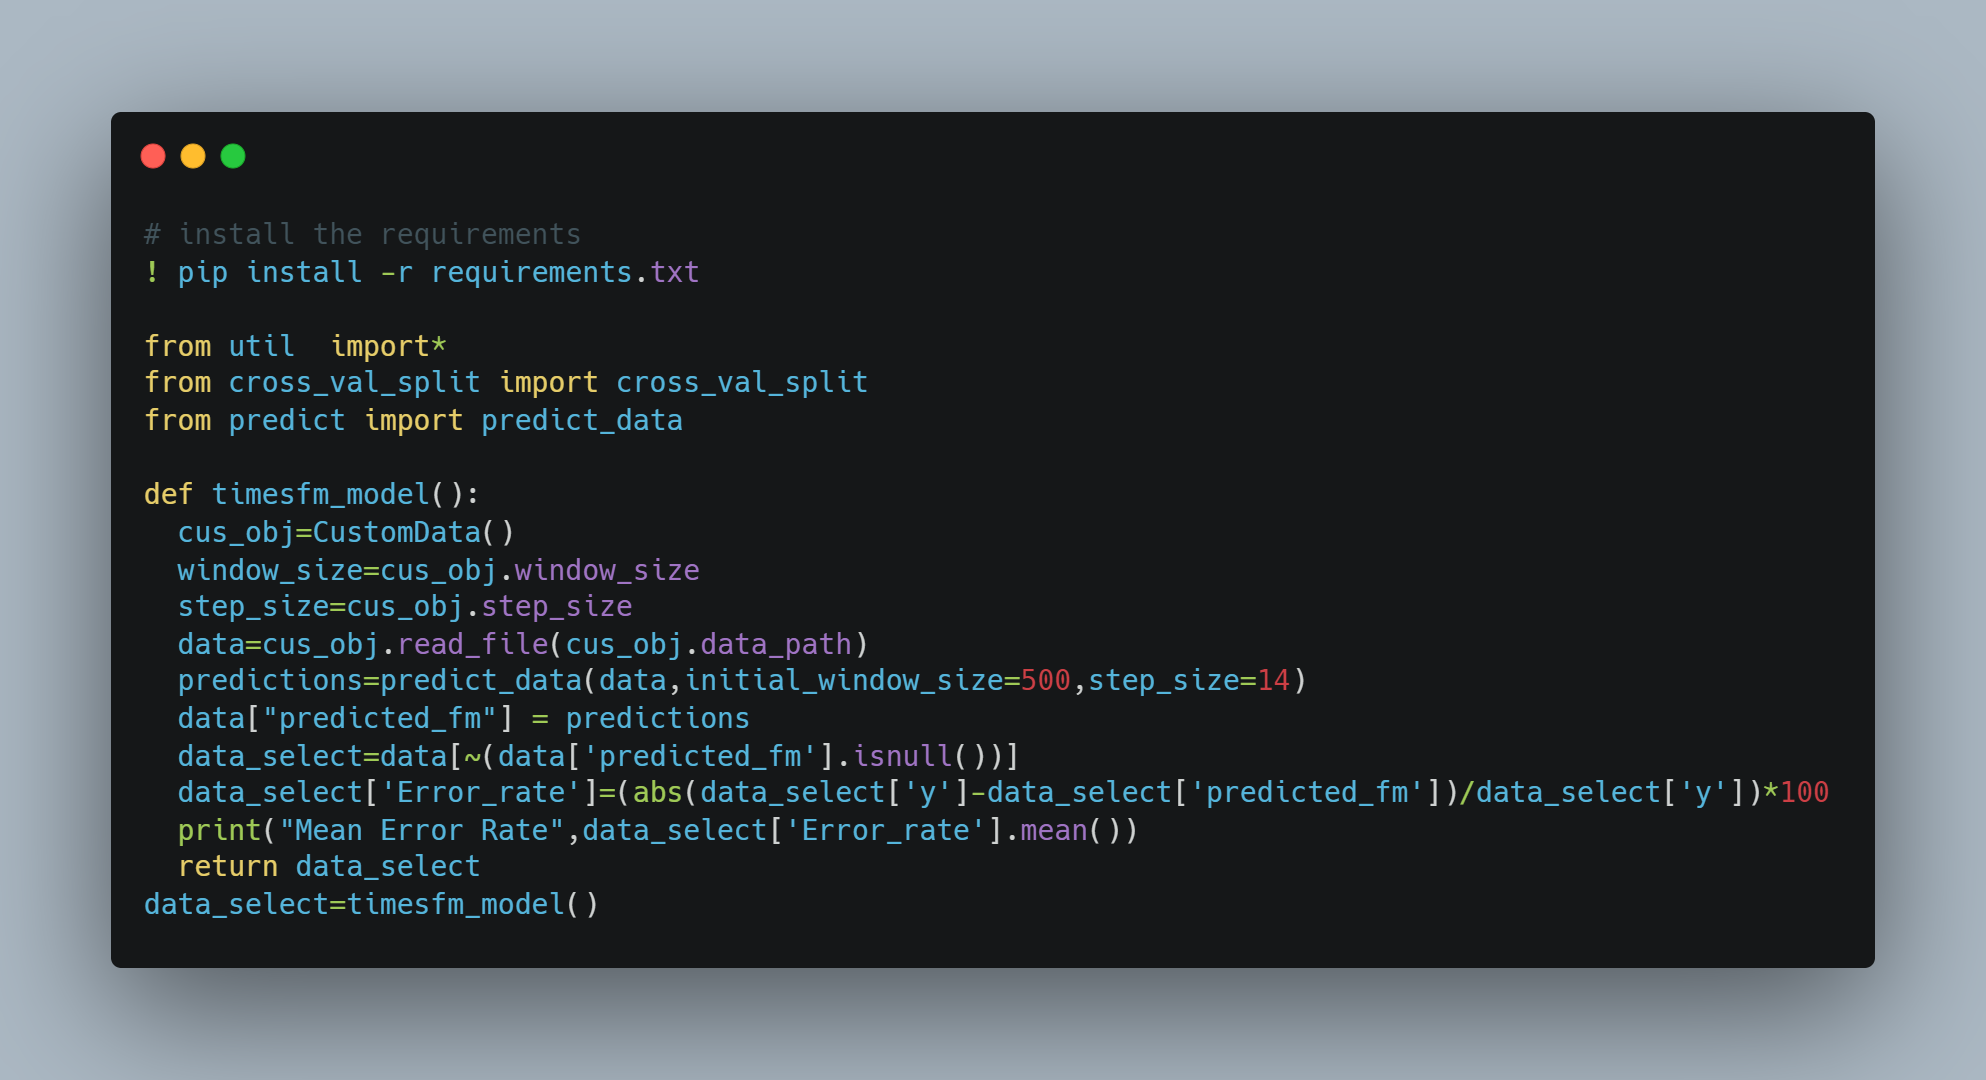 # install the requirements
! pip install -r requirements.txt

from util  import*
from cross_val_split import cross_val_split
from predict import predict_data

def timesfm_model():
  cus_obj=CustomData()
  window_size=cus_obj.window_size
  step_size=cus_obj.step_size
  data=cus_obj.read_file(cus_obj.data_path)
  predictions=predict_data(data,initial_window_size=500,step_size=14)
  data["predicted_fm"] = predictions
  data_select=data[~(data['predicted_fm'].isnull())]
  data_select['Error_rate']=(abs(data_select['y']-data_select['predicted_fm'])/data_select['y'])*100
  print("Mean Error Rate",data_select['Error_rate'].mean())
  return data_select
data_select=timesfm_model()